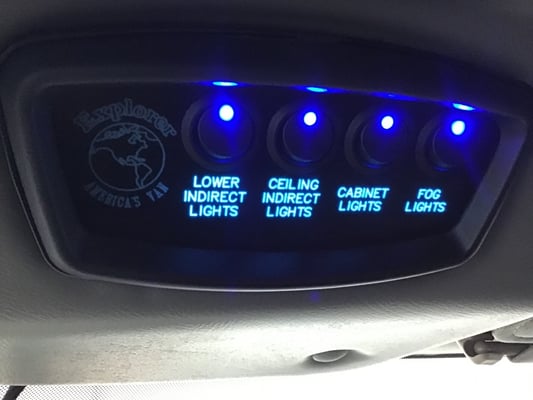 Explorer
AMERICA'S VAN
LOWER
INDIRECT
LIGHTS
CEILING
INDIRECT
LIGHTS
CABINET
LIGHTS
FOG
LIGHTS